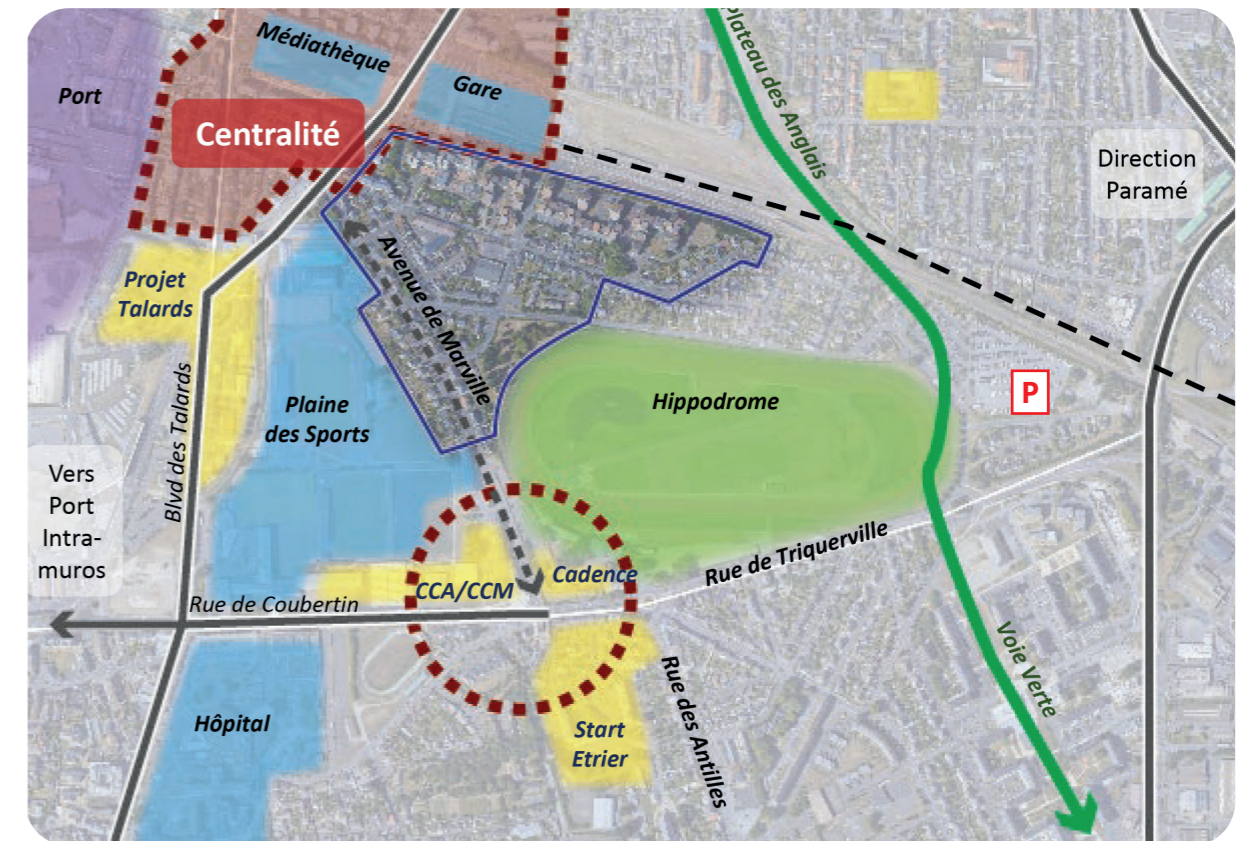 Médiathèque
Gare
Port
Centralité
Plateau des Anglais
Direction
Paramé
Projet
Talards
Avenue de Marville
Blvd des Talards
Plaine
des Sports
Hippodrome
P
Vers
Port
Intra-
muros
Rue de Triquerville
Cadence
CCA/CCM
Rue de Coubertin
Voie Verte
Rue des Antilles
Hôpital
Start
Etrier